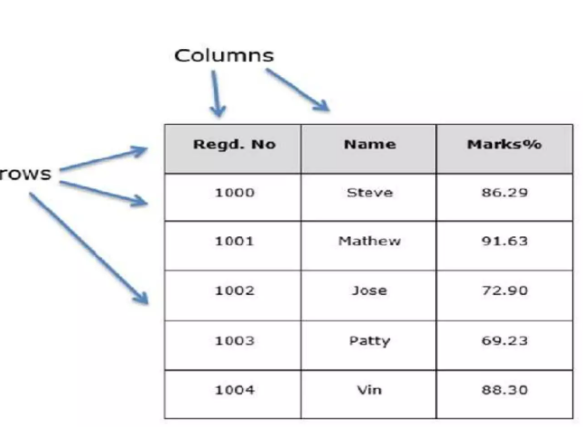 Columns
rows
Regd. No Name Marks%
1000 Steve 86.29
1001 Mathew 91.63
1002 Jose 72.90
1003 Patty 69.23
1004 Vin 88.30